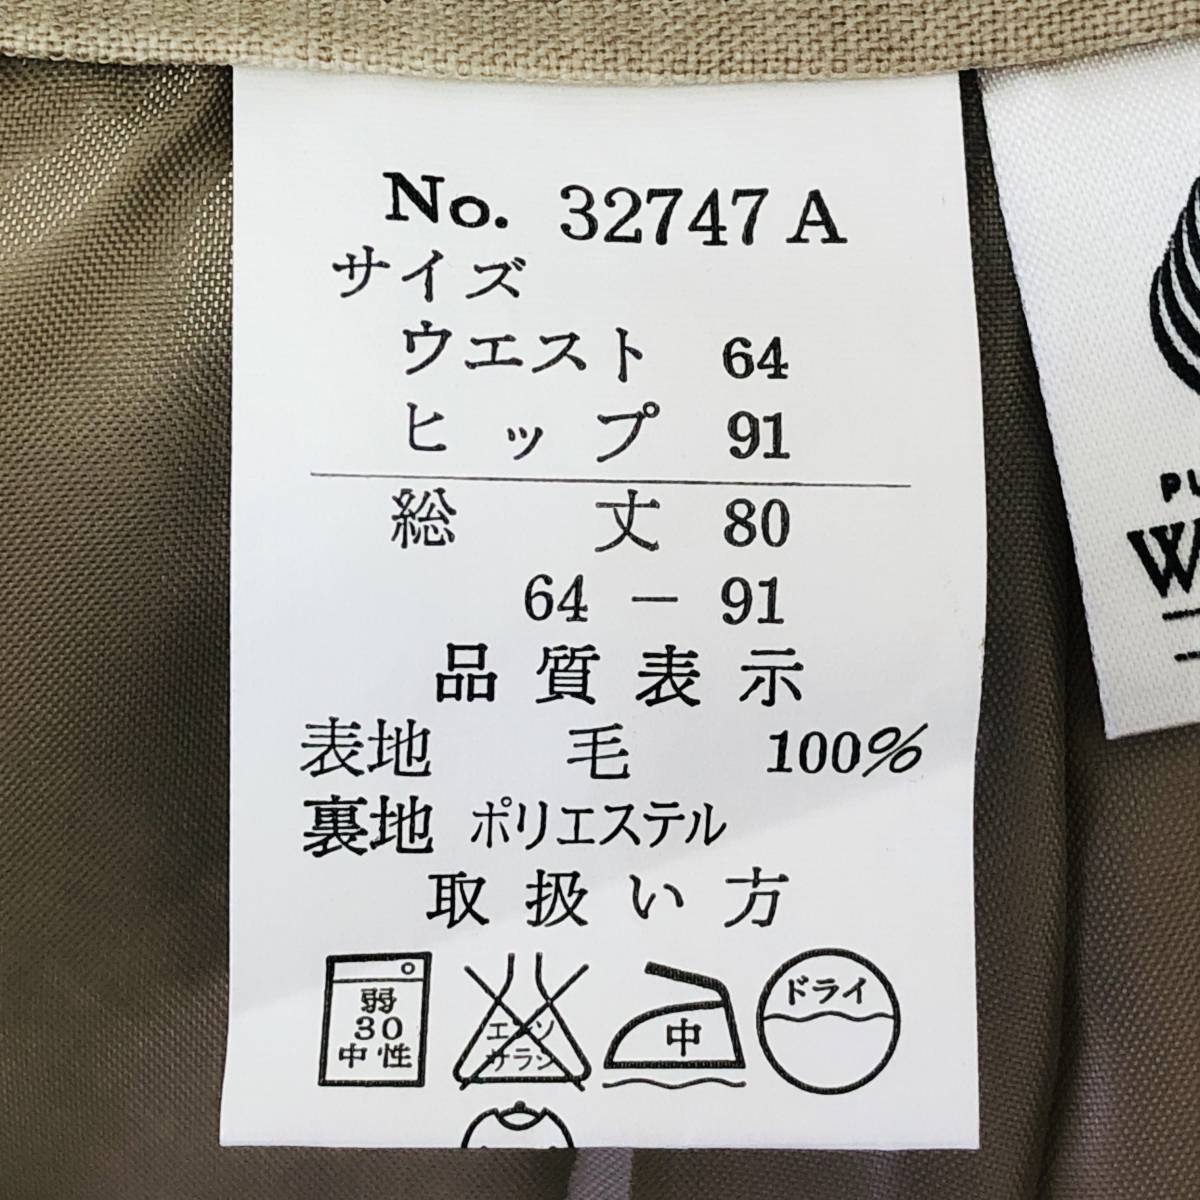 No. 32747A
サイズ
ウエスト 64
ヒップ 91
総丈 80
64 - 91
品質表示
表地 毛 100%
裏地 ポリエステル
取扱い方
弱
30
中性
エンソ
サラシ
中
ドライ
PU
W